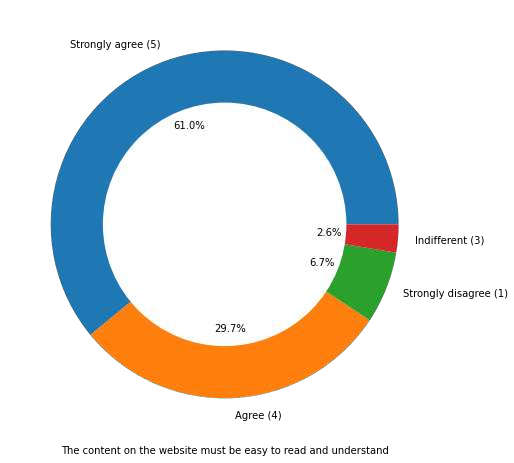 Strongly agree (5)
61.0%
2.6%
Indifferent (3)
6.7%
Strongly disagree (1)
29.7%
Agree (4)
The content on the website must be easy to read and understand